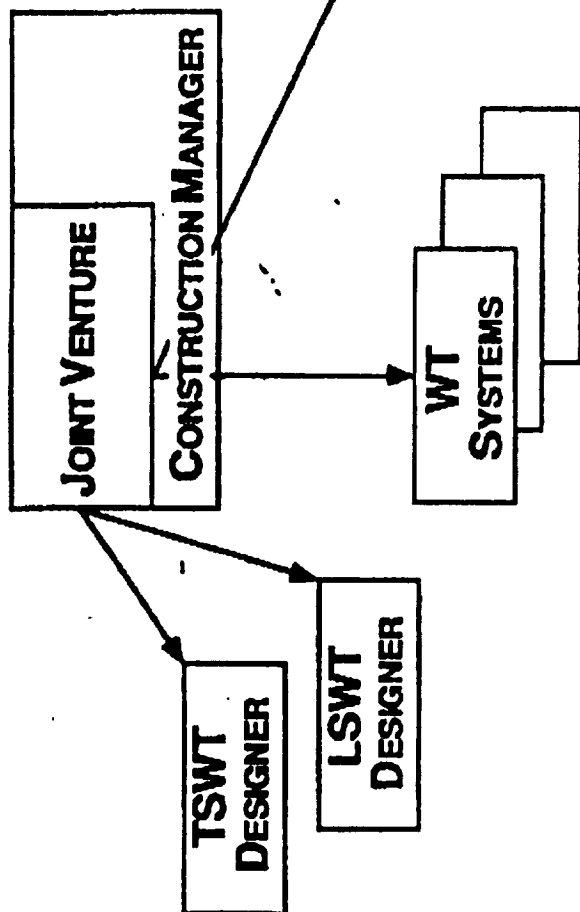 JOINT VENTURE
CONSTRUCTION MANAGER
TSWT
DESIGNER
LSWT
DESIGNER
WT
SYSTEMS